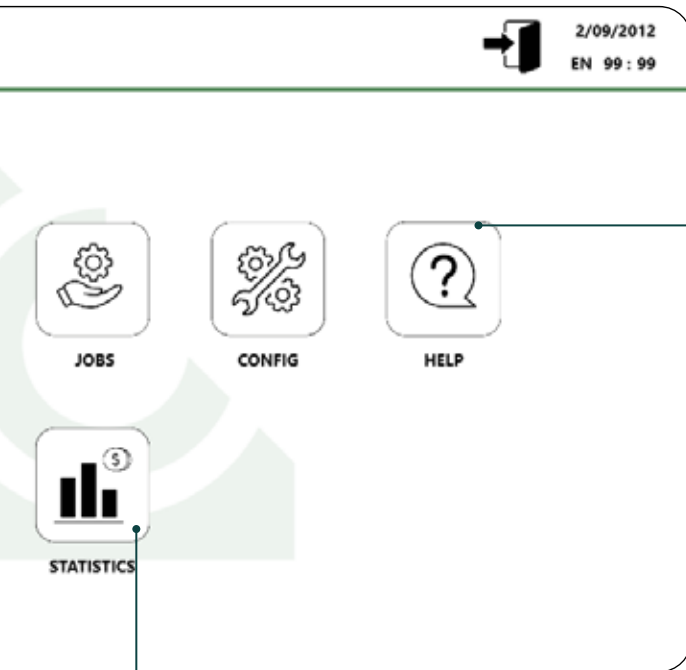 2/09/2012
EN 99 : 99
JOBS
CONFIG
HELP
STATISTICS